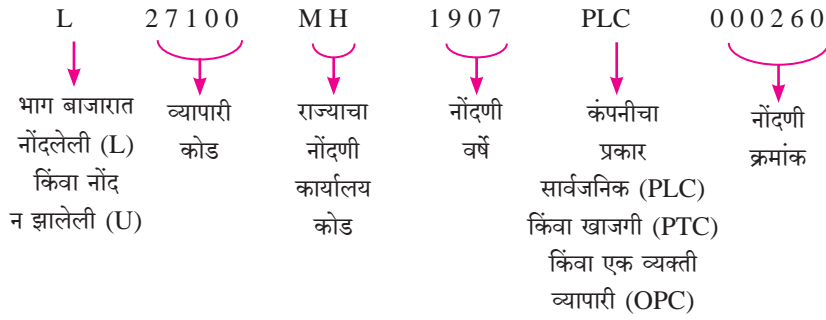 L 27100 MH 1907 PLC 000260
भाग बाजारात
नोंदलेली (L)
किंवा नोंद
न झालेली (U)
व्यापारी
कोड
राज्याचा
नोंदणी
कार्यालय
कोड
नोंदणी
वर्षे
कंपनीचा
प्रकार
सार्वजनिक (PLC)
किंवा खाजगी (PTC)
किंवा एक व्यक्ती
व्यापारी (OPC)
नोंदणी
क्रमांक